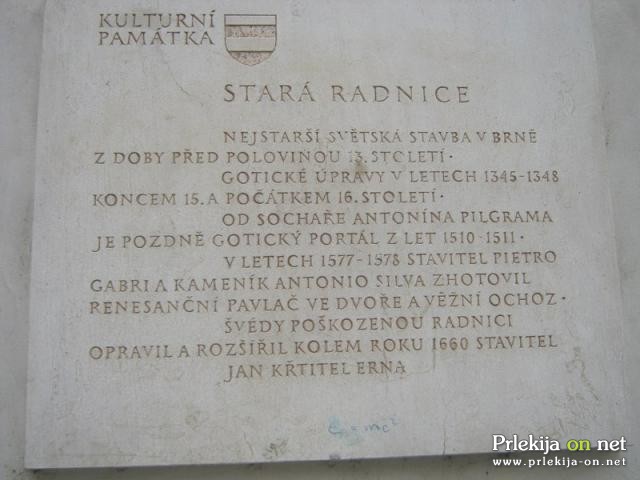 KULTURNÍ
PAMÁTKA
STARÁ RADNICE
NEJSTARŠÍ SVĚTSKÁ STAVBA V BRNĚ
Z DOBY PŘED POLOVINOU 13. STOLETÍ ·
GOTICKÉ ÚPRAVY V LETECH 1345-1348
KONCEM 15. A POČÁTKEM 16. STOLETÍ ·
OD SOCHAŘE ANTONÍNA PILGRAMA
JE POZDNĚ GOTICKÝ PORTÁL Z LET 1510-1511 ·
V LETECH 1577-1578 STAVITEL PIETRO
GABRI A KAMENÍK ANTONIO SILVA ZHOTOVIL
RENESANČNÍ PAVLAČ VE DVOŘE A VĚŽNÍ OCHOZ ·
ŠVÉDY POŠKOZENOU RADNICI
OPRAVIL A ROZŠÍŘIL KOLEM ROKU 1660 STAVITEL
JAN KŘTITEL ERNA
Prlekija on net
www.prlekija-on.net